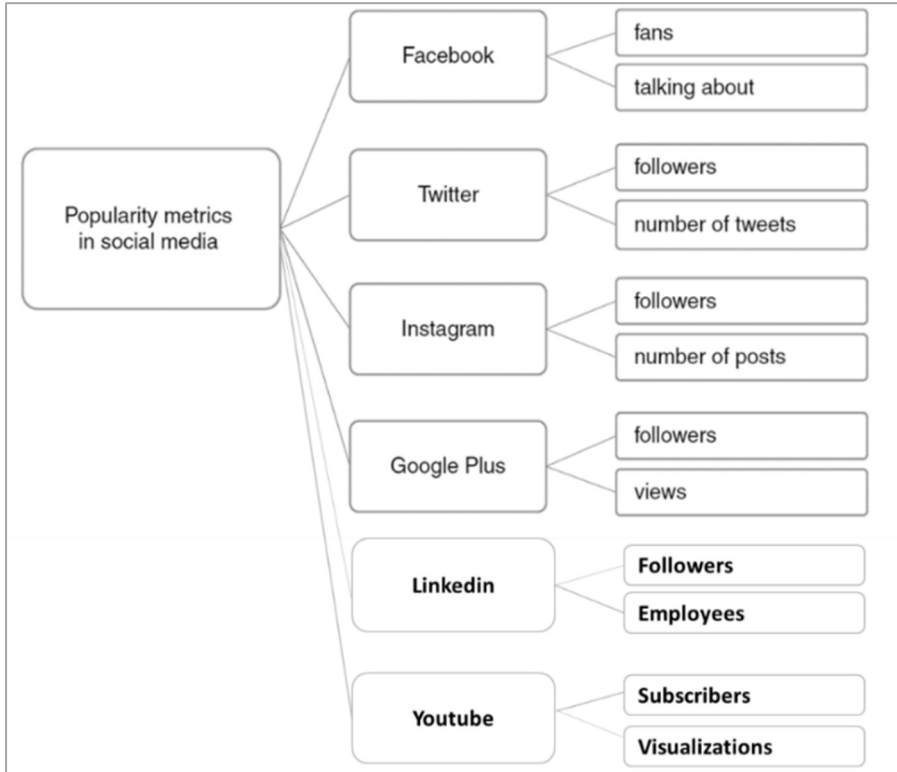 Popularity metrics
in social media
Facebook
fans
talking about
Twitter
followers
number of tweets
Instagram
followers
number of posts
Google Plus
followers
views
Linkedin
Followers
Employees
Youtube
Subscribers
Visualizations